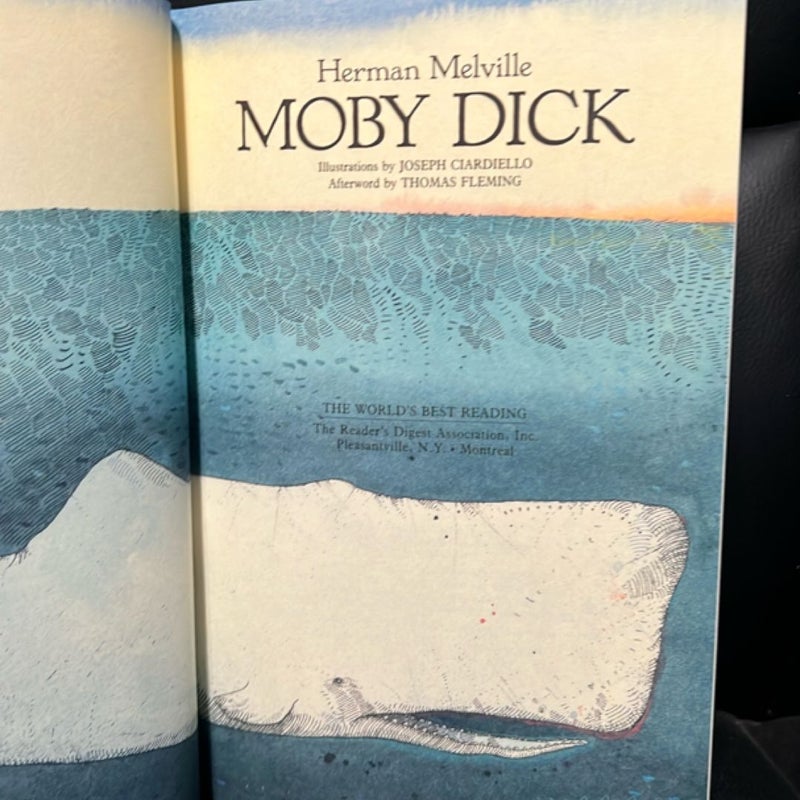 Herman Melville
MOBY DICK
Illustrations by JOSEPH CIARDIELLO
Afterword by THOMAS FLEMING
THE WORLD'S BEST READING
The Reader's Digest Association, Inc.
Pleasantville, N.Y. • Montreal